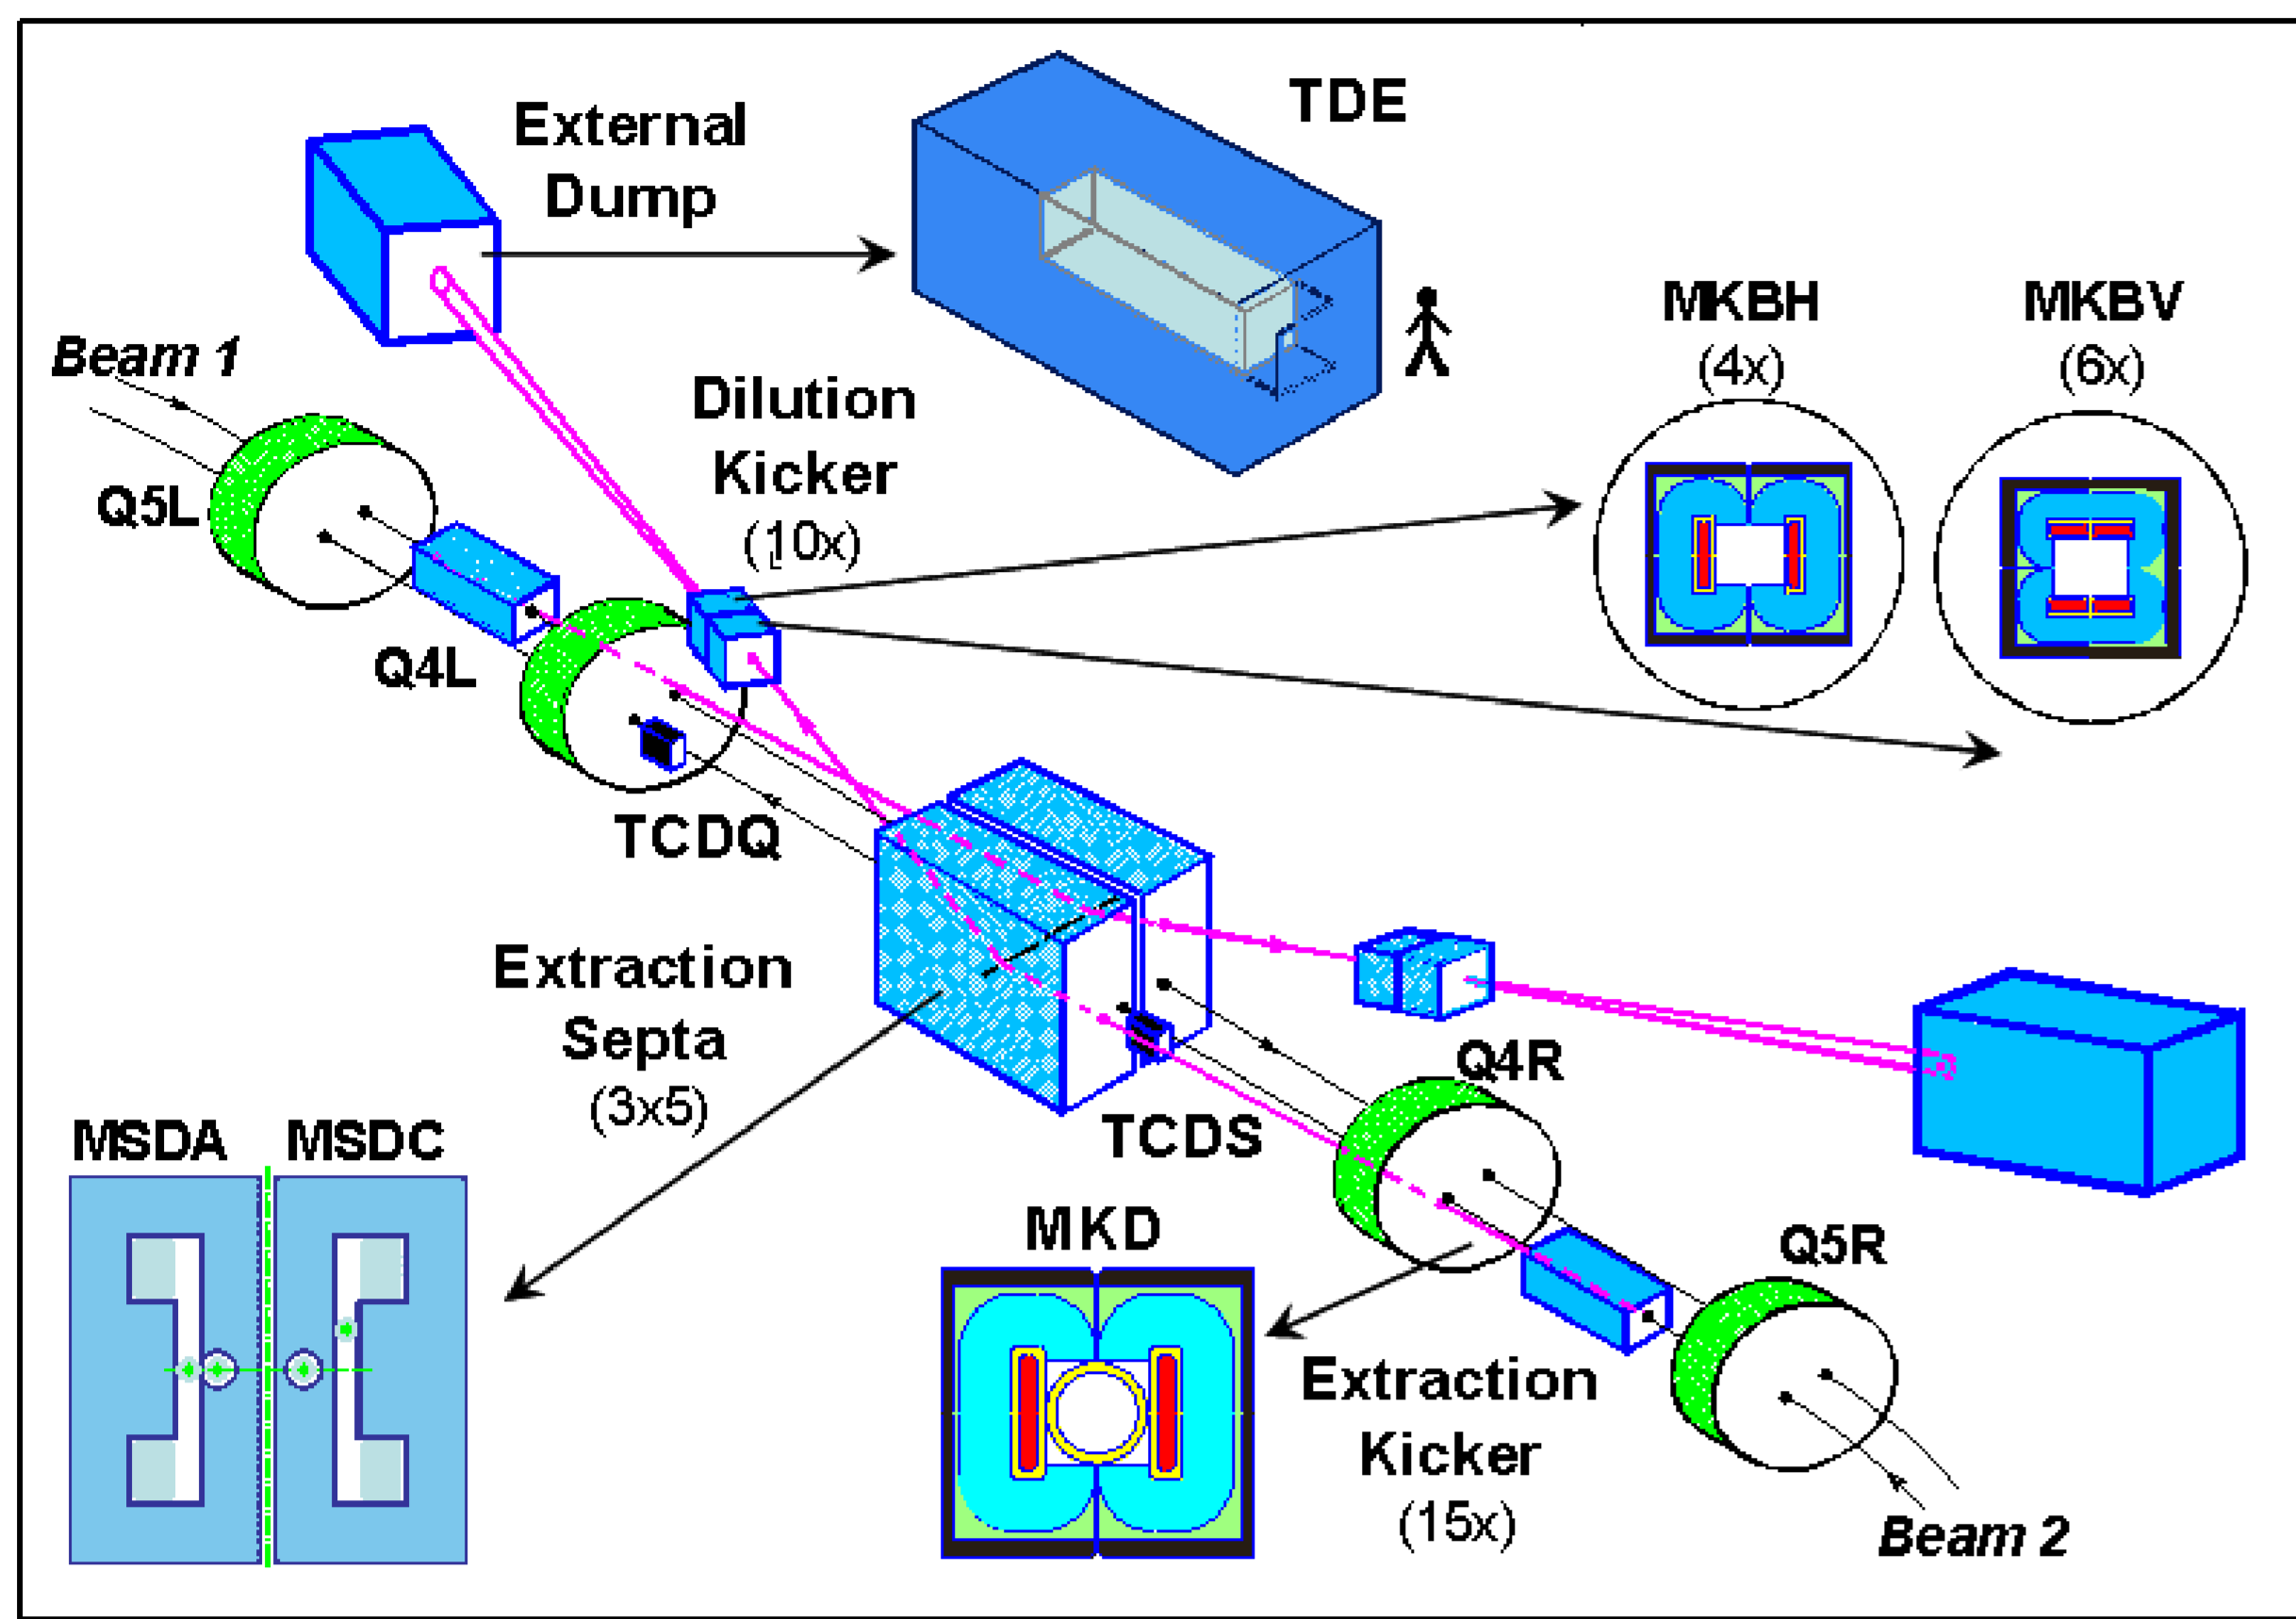 External
Dump
TDE
MKBH
(4x)
MKBV
(6x)
Beam 1
Dilution
Kicker
(10x)
Q5L
Q4L
TCDQ
Extraction
Septa
(3x5)
Q4R
TCDS
MSDA
MSDC
MKD
Q5R
Extraction
Kicker
(15x)
Beam 2